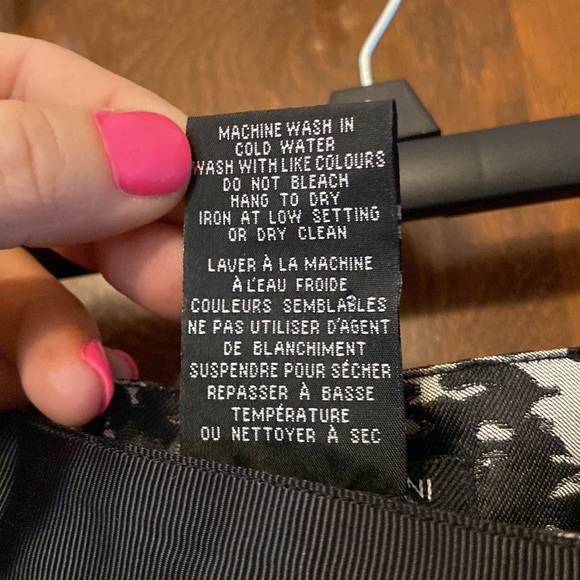 MACHINE WASH IN
COLD WATER
WASH WITH LIKE COLOURS
DO NOT BLEACH
HANG TO DRY
IRON AT LOW SETTING
OR DRY CLEAN
LAVER À LA MACHINE
À L'EAU FROIDE
COULEURS SEMBLABLES
NE PAS UTILISER D'AGENT
DE BLANCHIMENT
SUSPENDRE POUR SÉCHER
REPASSER À BASSE
TEMPÉRATURE
OU NETTOYER À SEC